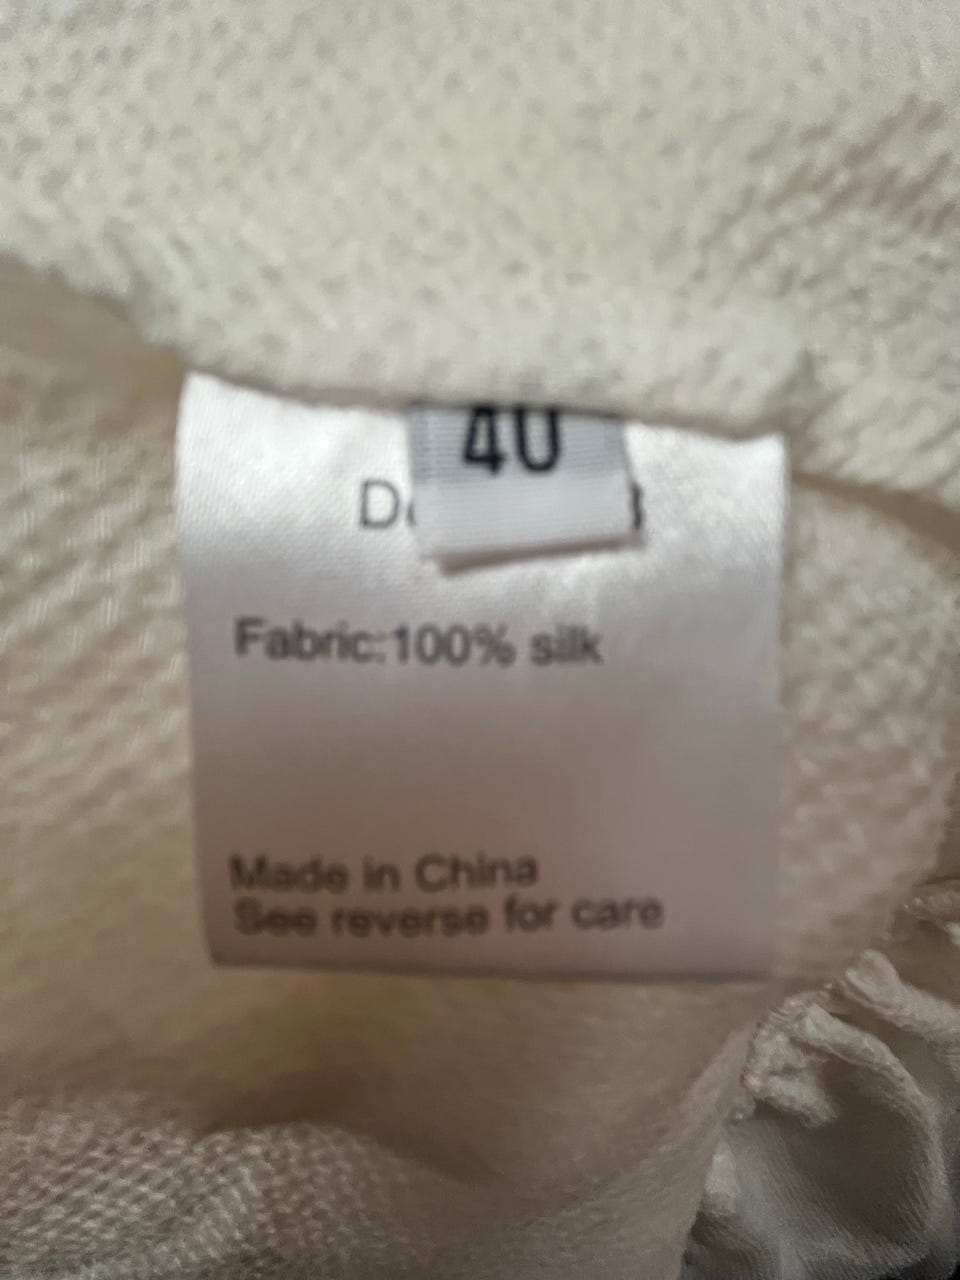 40
Fabric:100% silk
Made in China
See reverse for care